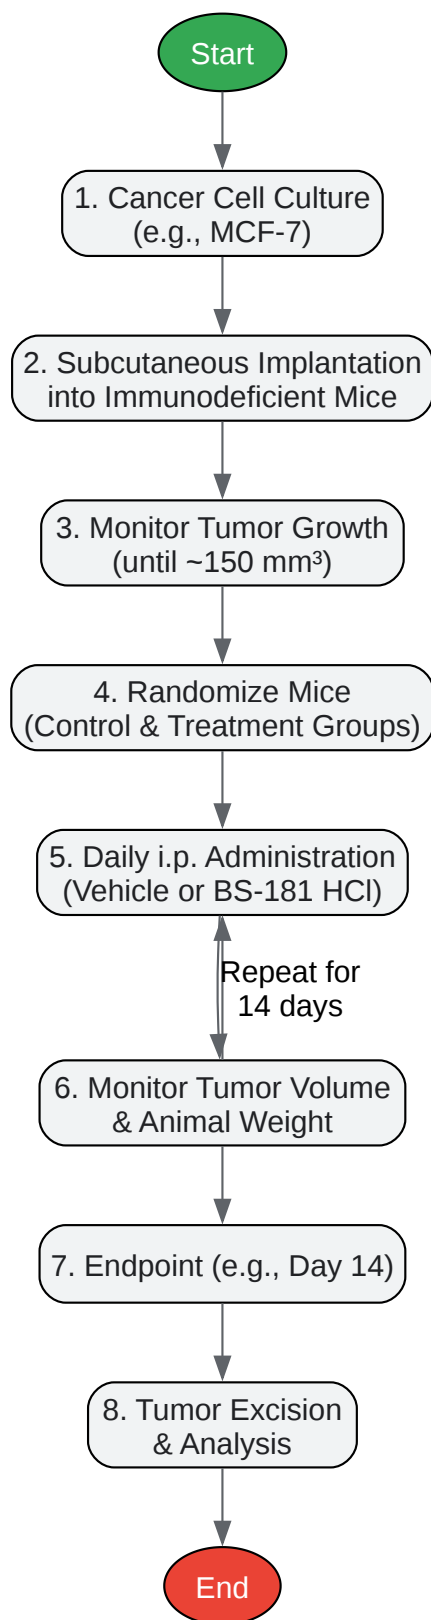 Start
1. Cancer Cell Culture
(e.g., MCF-7)
2. Subcutaneous Implantation
into Immunodeficient Mice
3. Monitor Tumor Growth
(until ~150 mm³)
4. Randomize Mice
(Control & Treatment Groups)
5. Daily i.p. Administration
(Vehicle or BS-181 HCl)
Repeat for
14 days
6. Monitor Tumor Volume
& Animal Weight
7. Endpoint (e.g., Day 14)
8. Tumor Excision
& Analysis
End